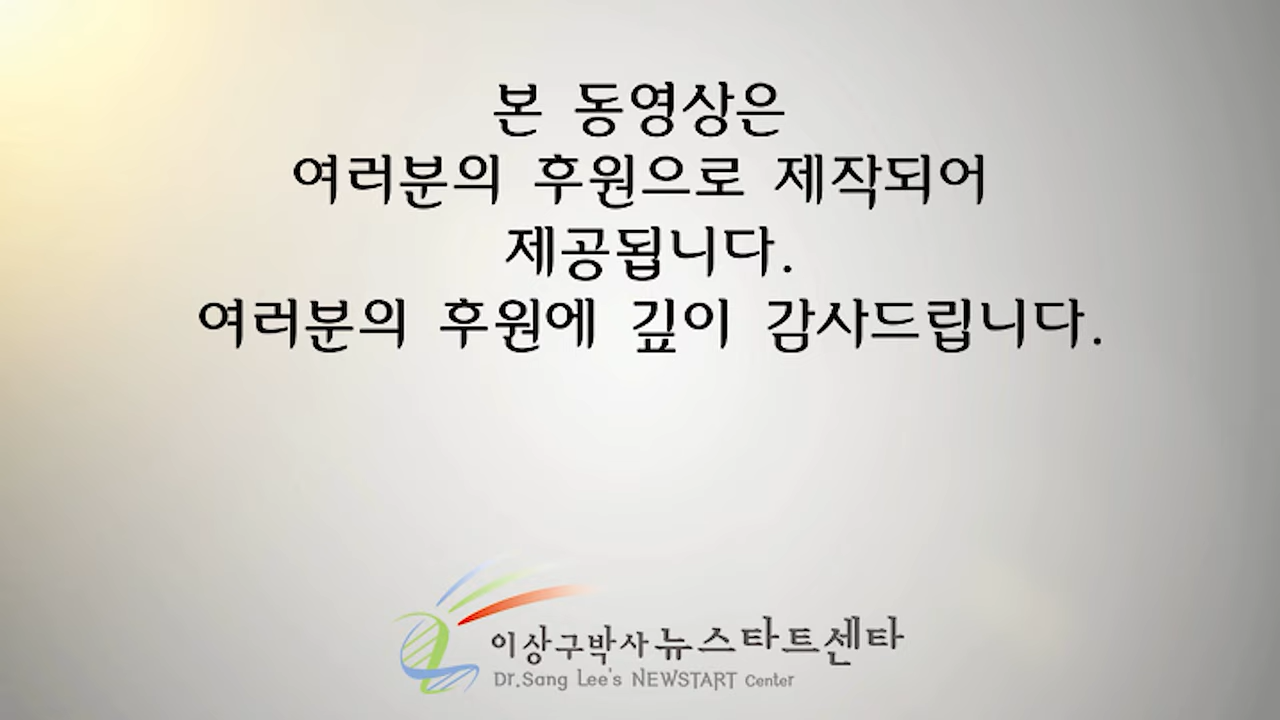 본 동영상은
여러분의 후원으로 제작되어
제공됩니다.
여러분의 후원에 깊이 감사드립니다.
이상구박사 뉴스타트센타
Dr.Sang Lee's NEWSTART Center